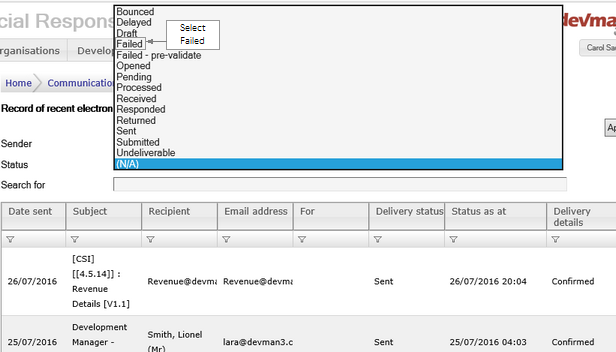 cial Respons
devman
Bounced
Delayed
Draft
Failed
Failed - pre-validate
Opened
Pending
Processed
Received
Responded
Returned
Sent
Submitted
Undeliverable
(N/A)
Select
Failed
rganisations
Develo
Carol Sa
Home
Communicatio
Record of recent electron
Ap
Sender
Status
Search for
Date sent Subject Recipient Email address For Delivery status Status as at Delivery
details
[CSI]
[[4.5.14]] :
26/07/2016 Revenue Revenue@devma Revenue@devma Sent 26/07/2016 20:04 Confirmed
Details [V1.1]
Development
25/07/2016 Manager - Smith, Lionel lara@devman3.c Sent 25/07/2016 04:03 Confirmed
(Mr)